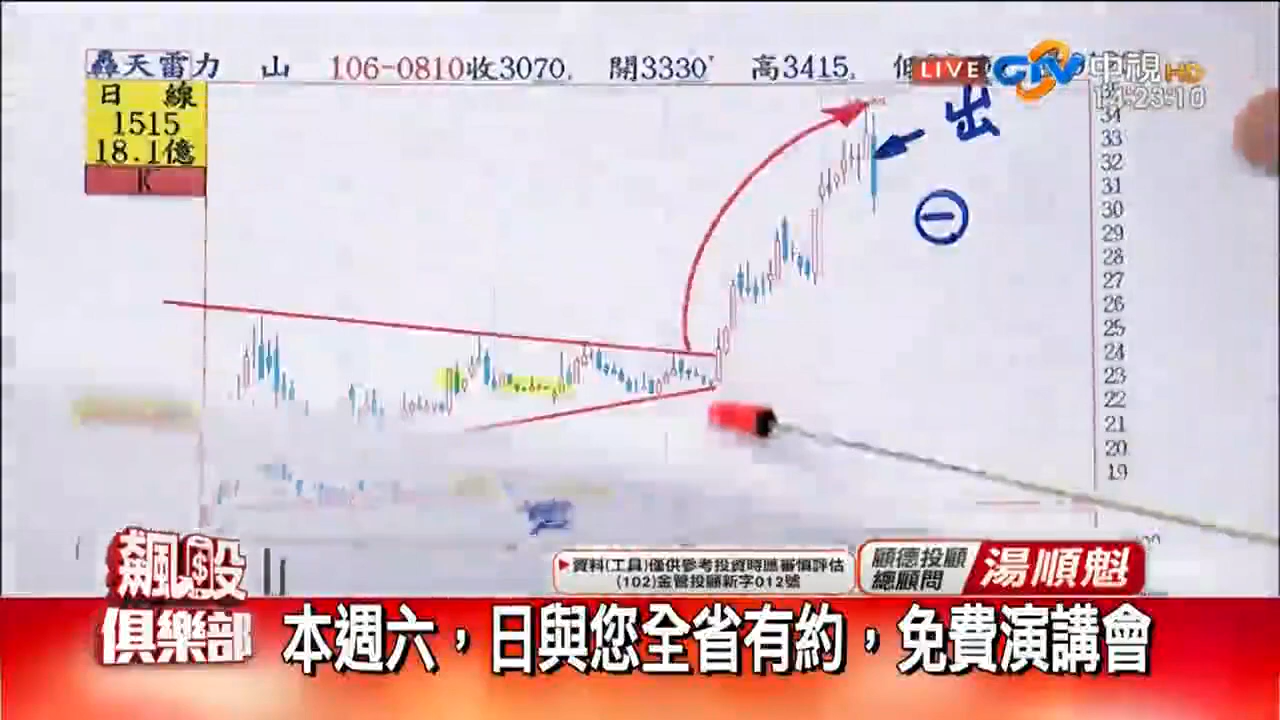 轟天雷力 山 106-0810收3070. 開3330 高3415.
LIVE CTV 中視HD
14:23:10
日 線
1515
18.1億
K
出
㊀
34
33
32
31
30
29
28
27
26
25
24
23
22
21
20
19
飆股
俱樂部
資料(工具)僅供參考投資時應審慎評估
(102)金管投顧新字012號
顧德投顧
總顧問
湯順魁
本週六，日與您全省有約，免費演講會